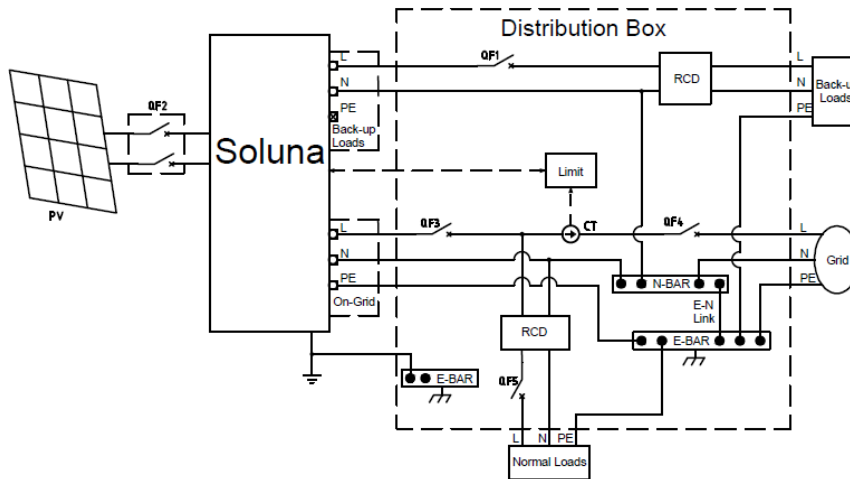 Distribution Box
L
QF1
RCD
L
N
N
PE
PE
Back-up
Loads
Back-u
Loads
QF2
Soluna
PV
Limit
L
QF3
CT
QF4
L
N
N
PE
PE
On-Grid
Grid
N-BAR
E-N
Link
RCD
E-BAR
E-BAR
QF5
L N PE
Normal Loads